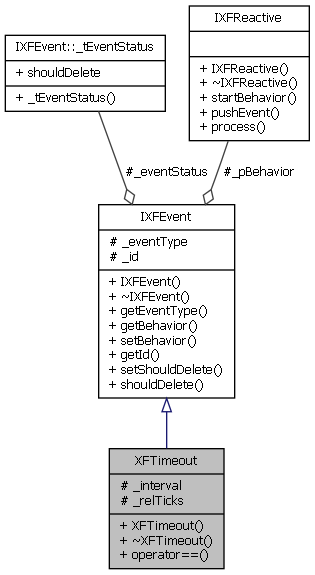 IXFEvent::_tEventStatus
+ shouldDelete
+ _tEventStatus()
IXFReactive
+ IXFReactive()
+ ~IXFReactive()
+ startBehavior()
+ pushEvent()
+ process()
#_eventStatus
#_pBehavior
IXFEvent
# _eventType
# _id
+ IXFEvent()
+ ~IXFEvent()
+ getEventType()
+ getBehavior()
+ setBehavior()
+ getId()
+ setShouldDelete()
+ shouldDelete()
XFTimeout
# _interval
# _relTicks
+ XFTimeout()
+ ~XFTimeout()
+ operator==()